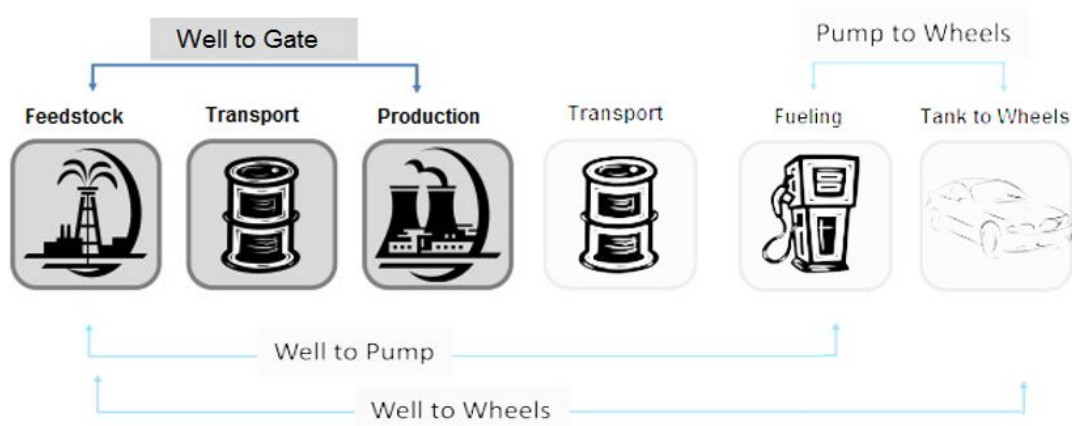 Well to Gate
Pump to Wheels
Feedstock
Transport
Production
Transport
Fueling
Tank to Wheels
Well to Pump
Well to Wheels